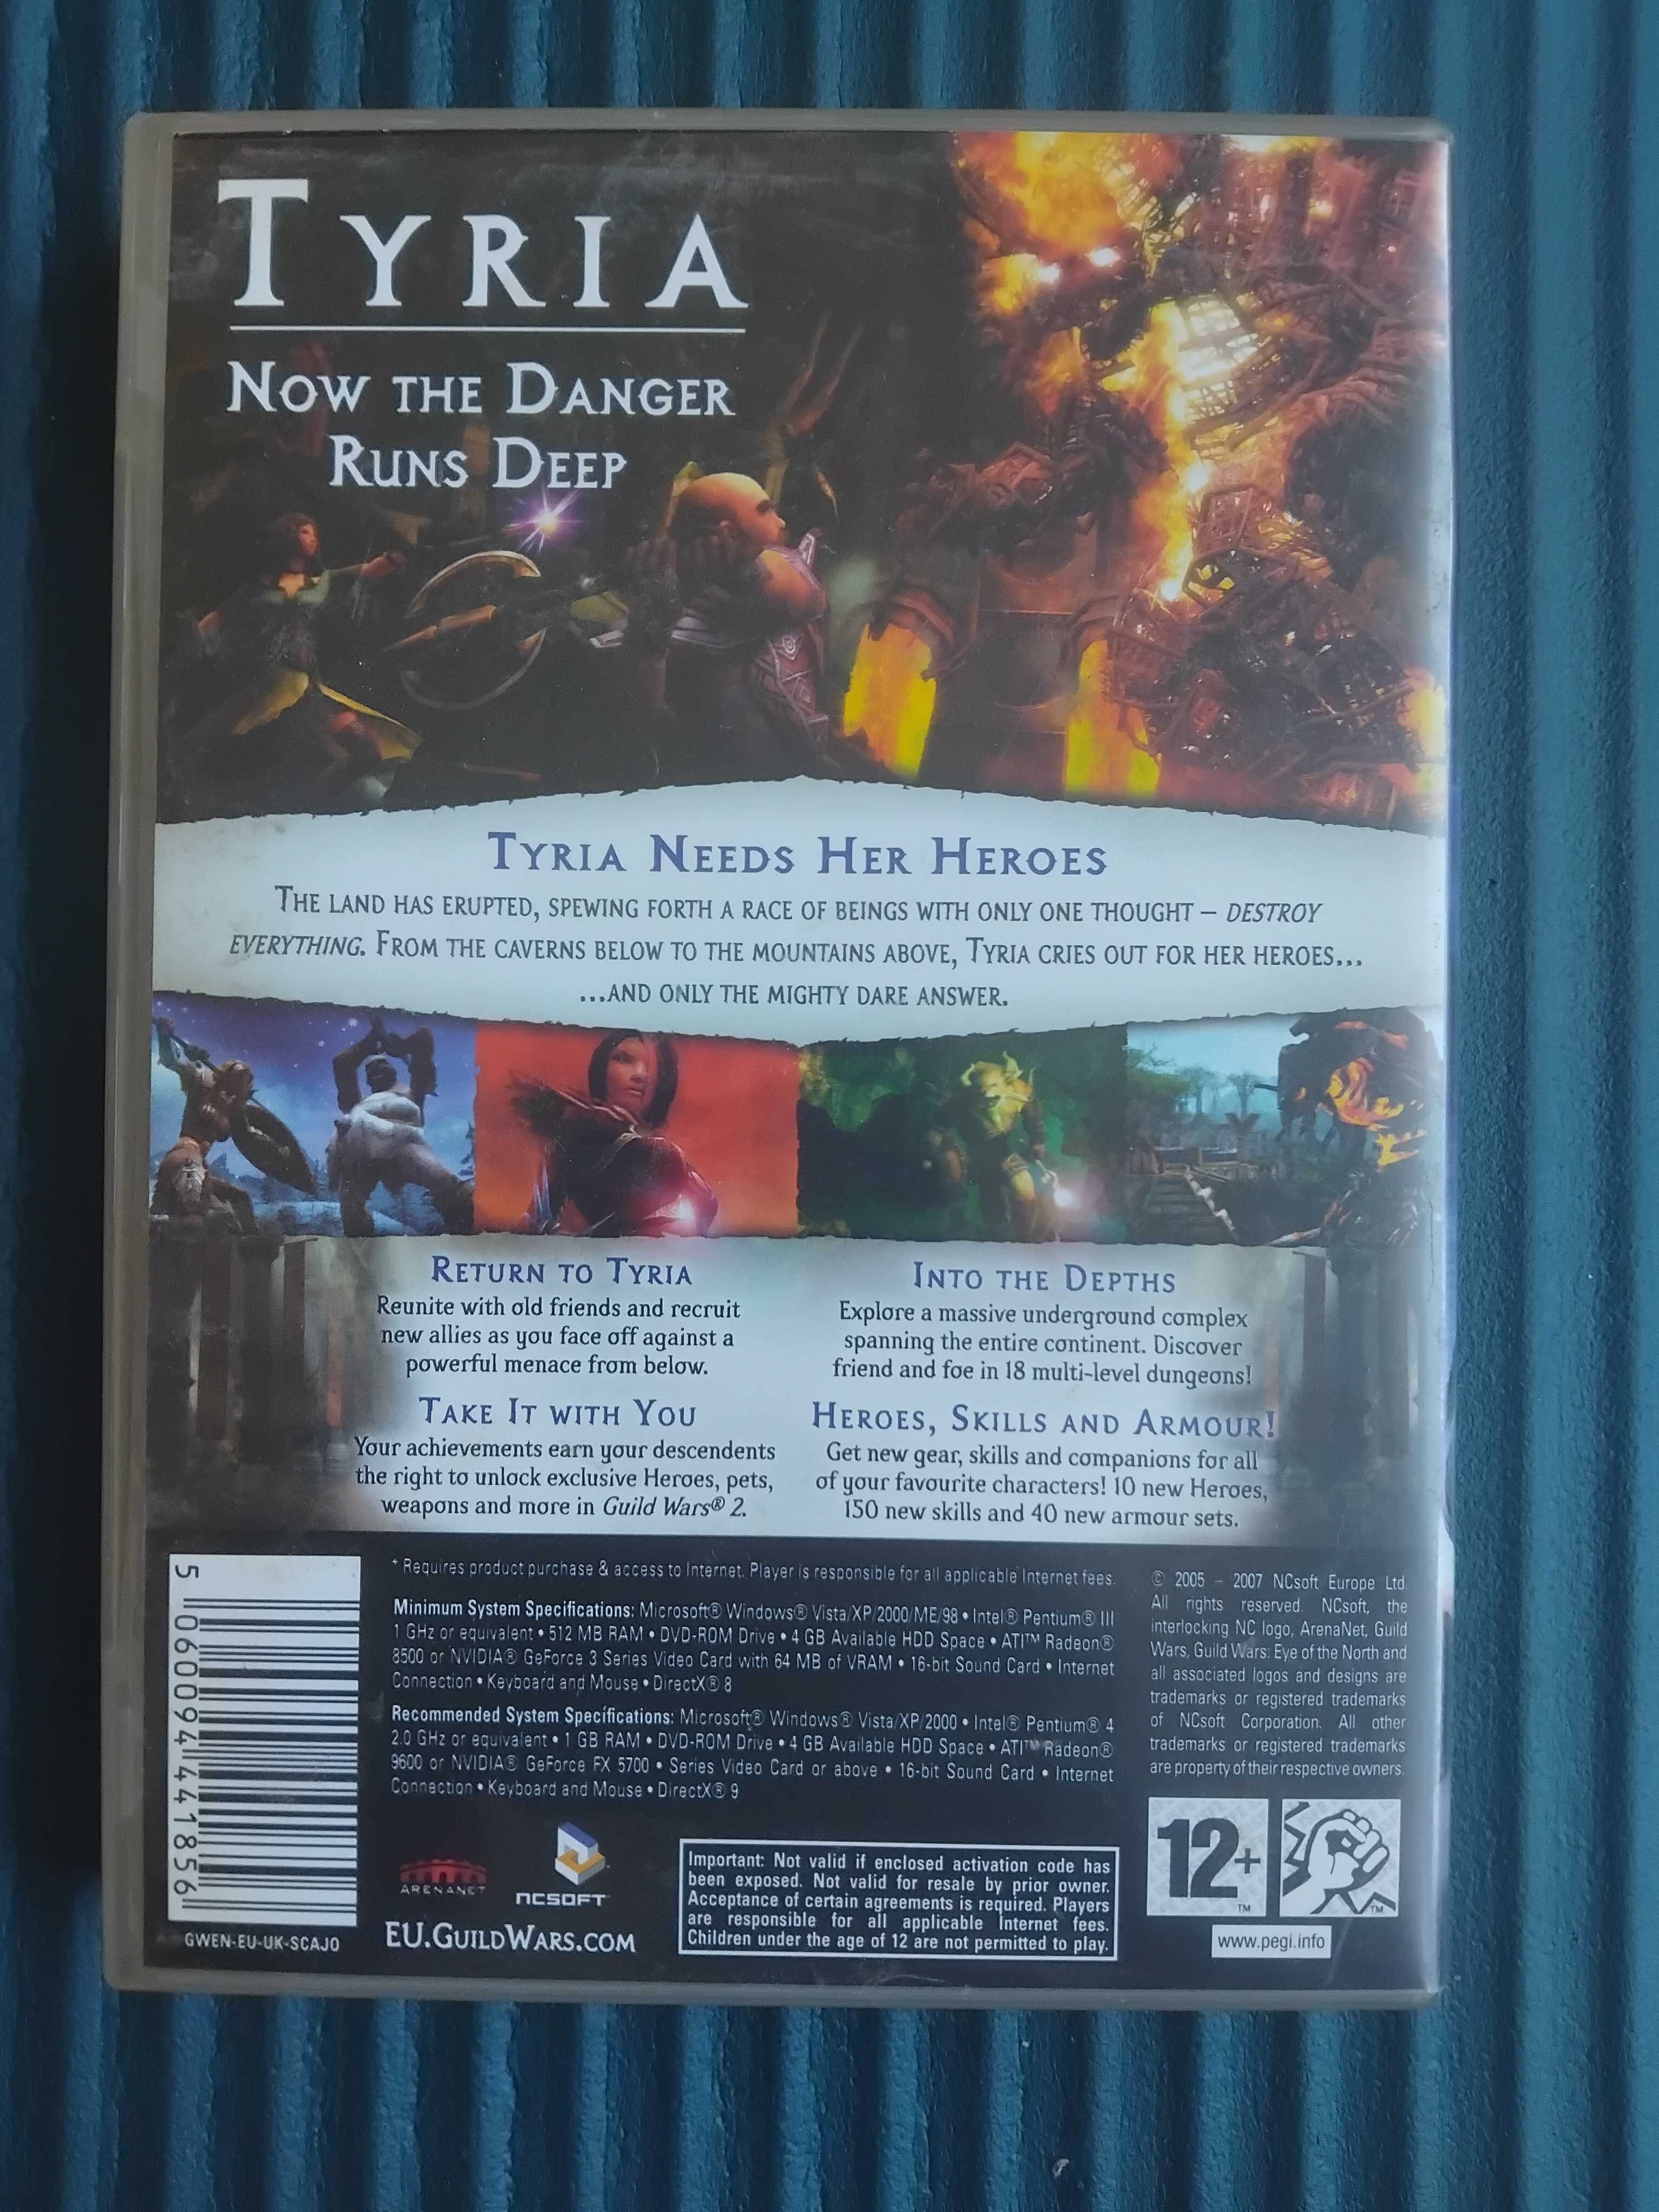 TYRIA
NOW THE DANGER
RUNS DEEP
TYRIA NEEDS HER HEROES
THE LAND HAS ERUPTED, SPEWING FORTH A RACE OF BEINGS WITH ONLY ONE THOUGHT – DESTROY
EVERYTHING. FROM THE CAVERNS BELOW TO THE MOUNTAINS ABOVE, TYRIA CRIES OUT FOR HER HEROES...
...AND ONLY THE MIGHTY DARE ANSWER.
RETURN TO TYRIA
Reunite with old friends and recruit
new allies as you face off against a
powerful menace from below.
INTO THE DEPTHS
Explore a massive underground complex
spanning the entire continent. Discover
friend and foe in 18 multi-level dungeons!
TAKE IT WITH YOU
Your achievements earn your descendents
the right to unlock exclusive Heroes, pets,
weapons and more in Guild Wars® 2.
HEROES, SKILLS AND ARMOUR!
Get new gear, skills and companions for all
of your favourite characters! 10 new Heroes,
150 new skills and 40 new armour sets.
5 060094 441856
GWEN-EU-UK-SCAJ0
* Requires product purchase & access to Internet. Player is responsible for all applicable Internet fees.
Minimum System Specifications: Microsoft® Windows® Vista/XP/2000/ME/98 • Intel® Pentium® III
1 GHz or equivalent • 512 MB RAM • DVD-ROM Drive • 4 GB Available HDD Space • ATI™ Radeon®
8500 or NVIDIA® GeForce 3 Series Video Card with 64 MB of VRAM • 16-bit Sound Card • Internet
Connection • Keyboard and Mouse • DirectX® 8
Recommended System Specifications: Microsoft® Windows® Vista/XP/2000 • Intel® Pentium® 4
2.0 GHz or equivalent • 1 GB RAM • DVD-ROM Drive • 4 GB Available HDD Space • ATI™ Radeon®
9600 or NVIDIA® GeForce FX 5700 • Series Video Card or above • 16-bit Sound Card • Internet
Connection • Keyboard and Mouse • DirectX® 9
ARENANET
NCSOFT
EU.GUILDWARS.COM
Important: Not valid if enclosed activation code has
been exposed. Not valid for resale by prior owner.
Acceptance of certain agreements is required. Players
are responsible for all applicable Internet fees.
Children under the age of 12 are not permitted to play.
© 2005 – 2007 NCsoft Europe Ltd.
All rights reserved. NCsoft, the
interlocking NC logo, ArenaNet, Guild
Wars, Guild Wars: Eye of the North and
all associated logos and designs are
trademarks or registered trademarks
of NCsoft Corporation. All other
trademarks or registered trademarks
are property of their respective owners.
12+
TM
TM
www.pegi.info